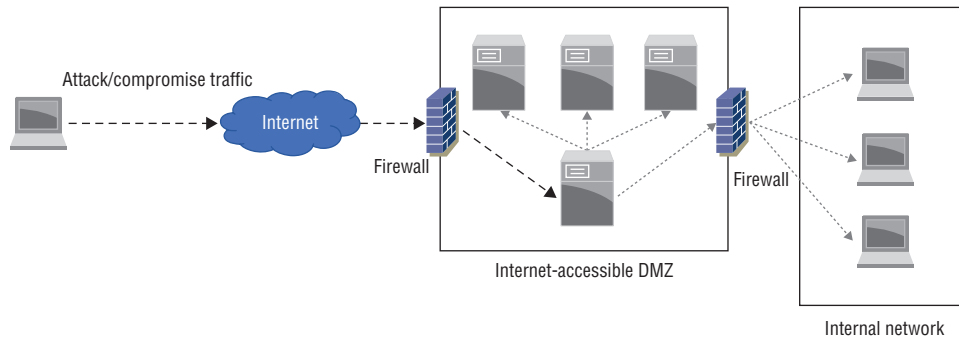 Attack/compromise traffic
Internet
Firewall
Firewall
Internet-accessible DMZ
Internal network